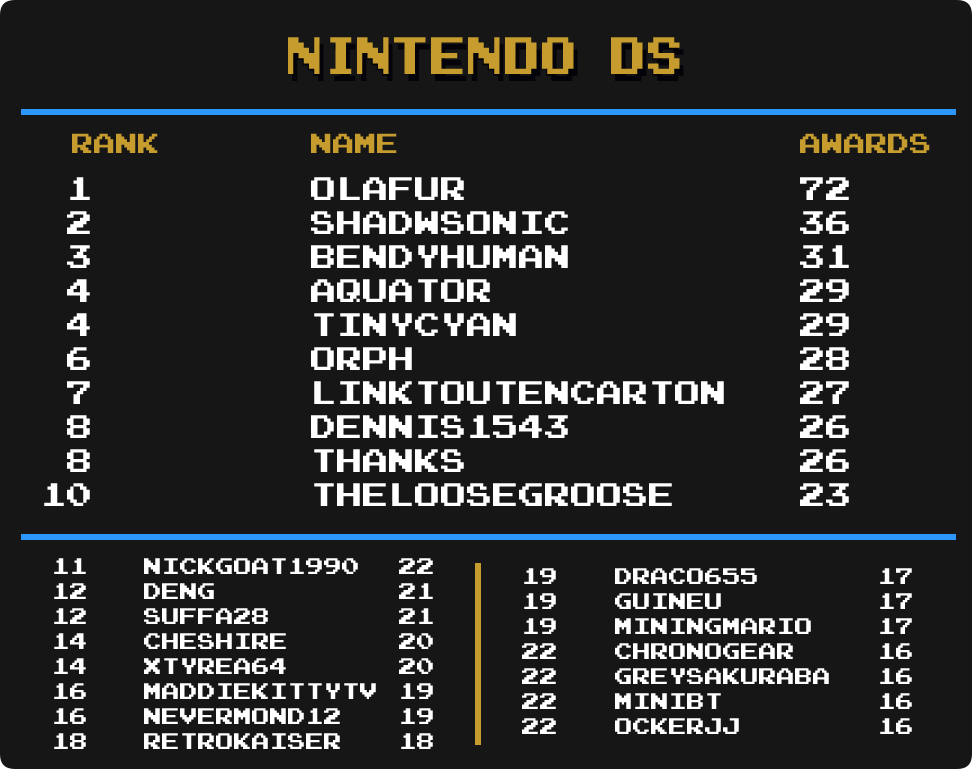 NINTENDO DS
RANK NAME AWARDS
1 OLAFUR 72
2 SHADWSONIC 36
3 BENDYHUMAN 31
4 AQUATOR 29
4 TINYCYAN 29
6 ORPH 28
7 LINKTOUTENCARTON 27
8 DENNIS1543 26
8 THANKS 26
10 THELOOSEGROOSE 23
11 NICKGOAT1990 22
12 DENG 21
12 SUFFA28 21
14 CHESHIRE 20
14 XTYREA64 20
16 MADDIEKITTYTV 19
16 NEVERMOND12 19
18 RETROKAISER 18
19 DRACO655 17
19 GUINEU 17
19 MININGMARIO 17
22 CHRONOGEAR 16
22 GREYSAKURABA 16
22 MINIBT 16
22 OCKERJJ 16